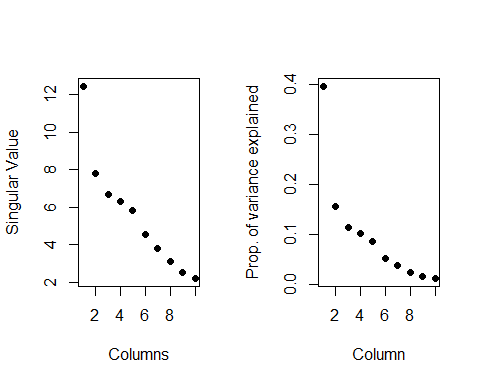 Singular Value
12
10
8
6
4
2
2 4 6 8
Columns
Prop. of variance explained
0.4
0.3
0.2
0.1
0.0
2 4 6 8
Column